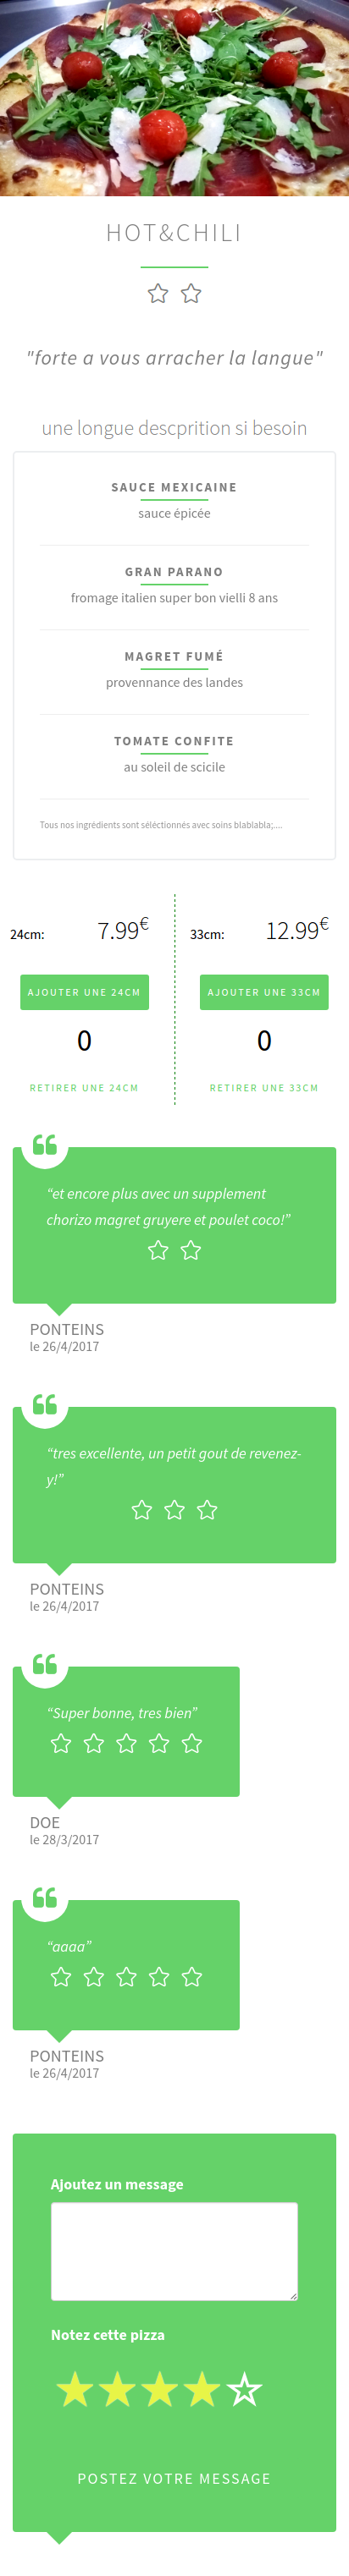 HOT&CHILI
"forte a vous arracher la langue"
une longue descprition si besoin
SAUCE MEXICAINE
sauce épicée
GRAN PARANO
fromage italien super bon vielli 8 ans
MAGRET FUMÉ
provennance des landes
TOMATE CONFITE
au soleil de scicile
Tous nos ingrédients sont séléctionnés avec soins blablabla;....
24cm: 7.99€
33cm: 12.99€
AJOUTER UNE 24CM
AJOUTER UNE 33CM
0
0
RETIRER UNE 24CM
RETIRER UNE 33CM
“et encore plus avec un supplement
chorizo magret gruyere et poulet coco!”
PONTEINS
le 26/4/2017
“tres excellente, un petit gout de revenez-
y!”
PONTEINS
le 26/4/2017
“Super bonne, tres bien”
DOE
le 28/3/2017
“aaaa”
PONTEINS
le 26/4/2017
Ajoutez un message
Notez cette pizza
POSTEZ VOTRE MESSAGE